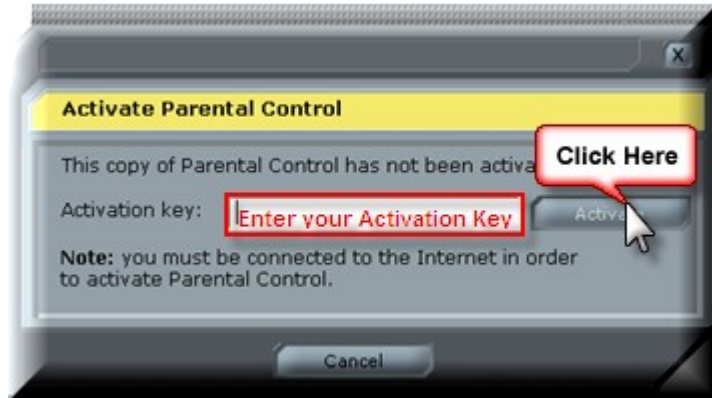 X
Activate Parental Control
This copy of Parental Control has not been
Click Here
Activation key:
Enter your Activation Key
Note: you must be connected to the Internet in order
to activate Parental Control.
Cancel